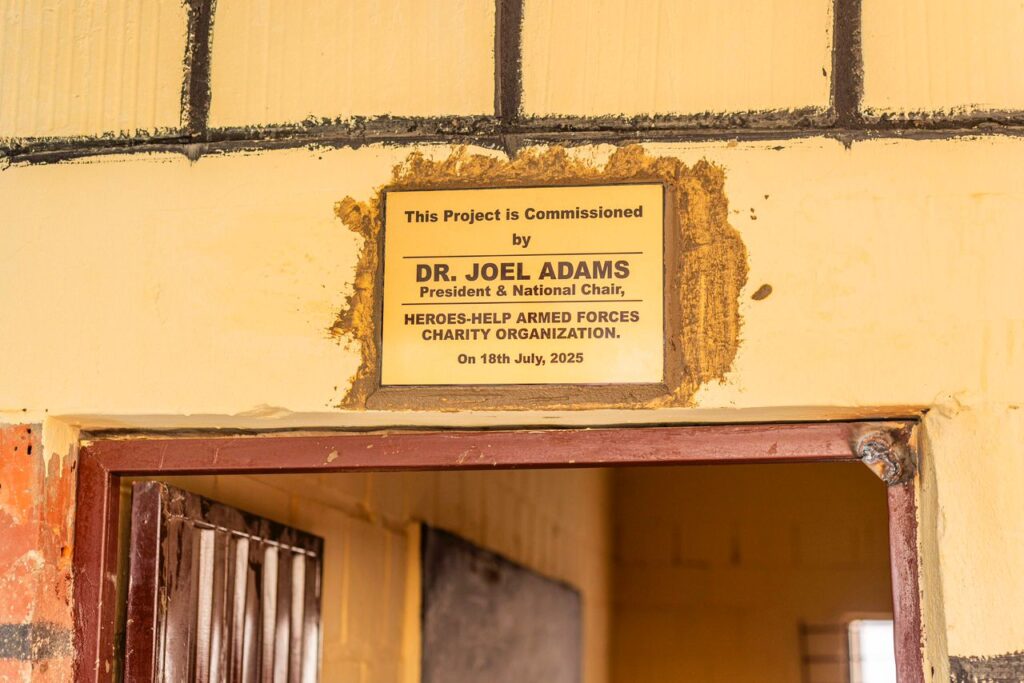 This Project is Commissioned
by
DR. JOEL ADAMS
President & National Chair,
HEROES-HELP ARMED FORCES
CHARITY ORGANIZATION.
On 18th July, 2025